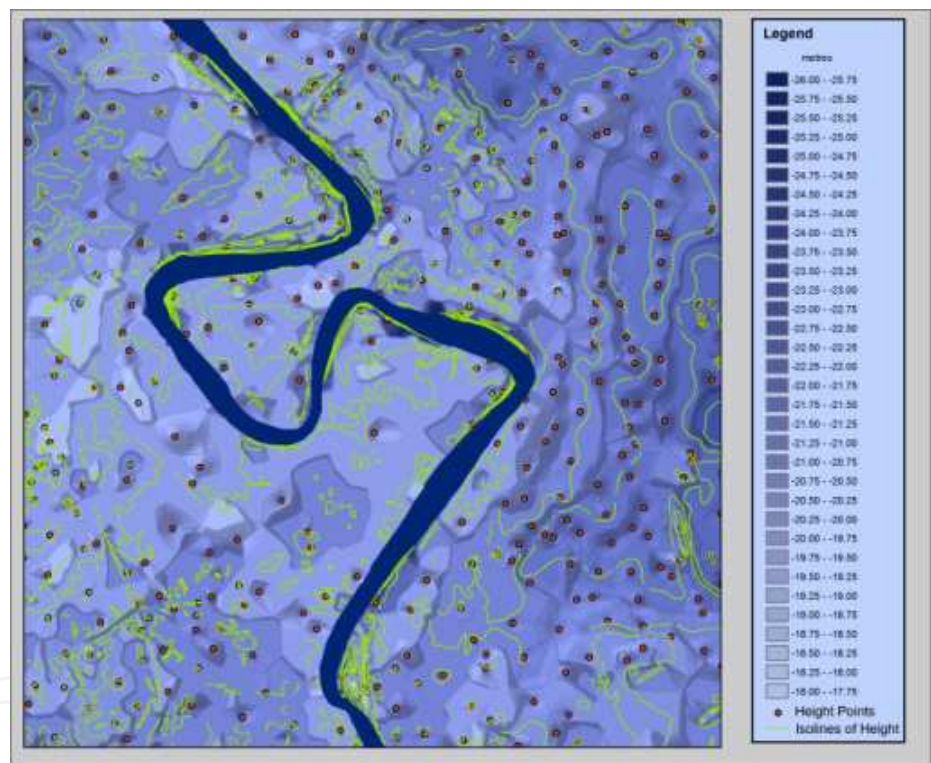 Legend
metres
-26.00 - -25.75
-25.75 - -25.50
-25.50 - -25.25
-25.25 - -25.00
-25.00 - -24.75
-24.75 - -24.50
-24.50 - -24.25
-24.25 - -24.00
-24.00 - -23.75
-23.75 - -23.50
-23.50 - -23.25
-23.25 - -23.00
-23.00 - -22.75
-22.75 - -22.50
-22.50 - -22.25
-22.25 - -22.00
-22.00 - -21.75
-21.75 - -21.50
-21.50 - -21.25
-21.25 - -21.00
-21.00 - -20.75
-20.75 - -20.50
-20.50 - -20.25
-20.25 - -20.00
-20.00 - -19.75
-19.75 - -19.50
-19.50 - -19.25
-19.25 - -19.00
-19.00 - -18.75
-18.75 - -18.50
-18.50 - -18.25
-18.25 - -18.00
-18.00 - -17.75
Height Points
Isolines of Height